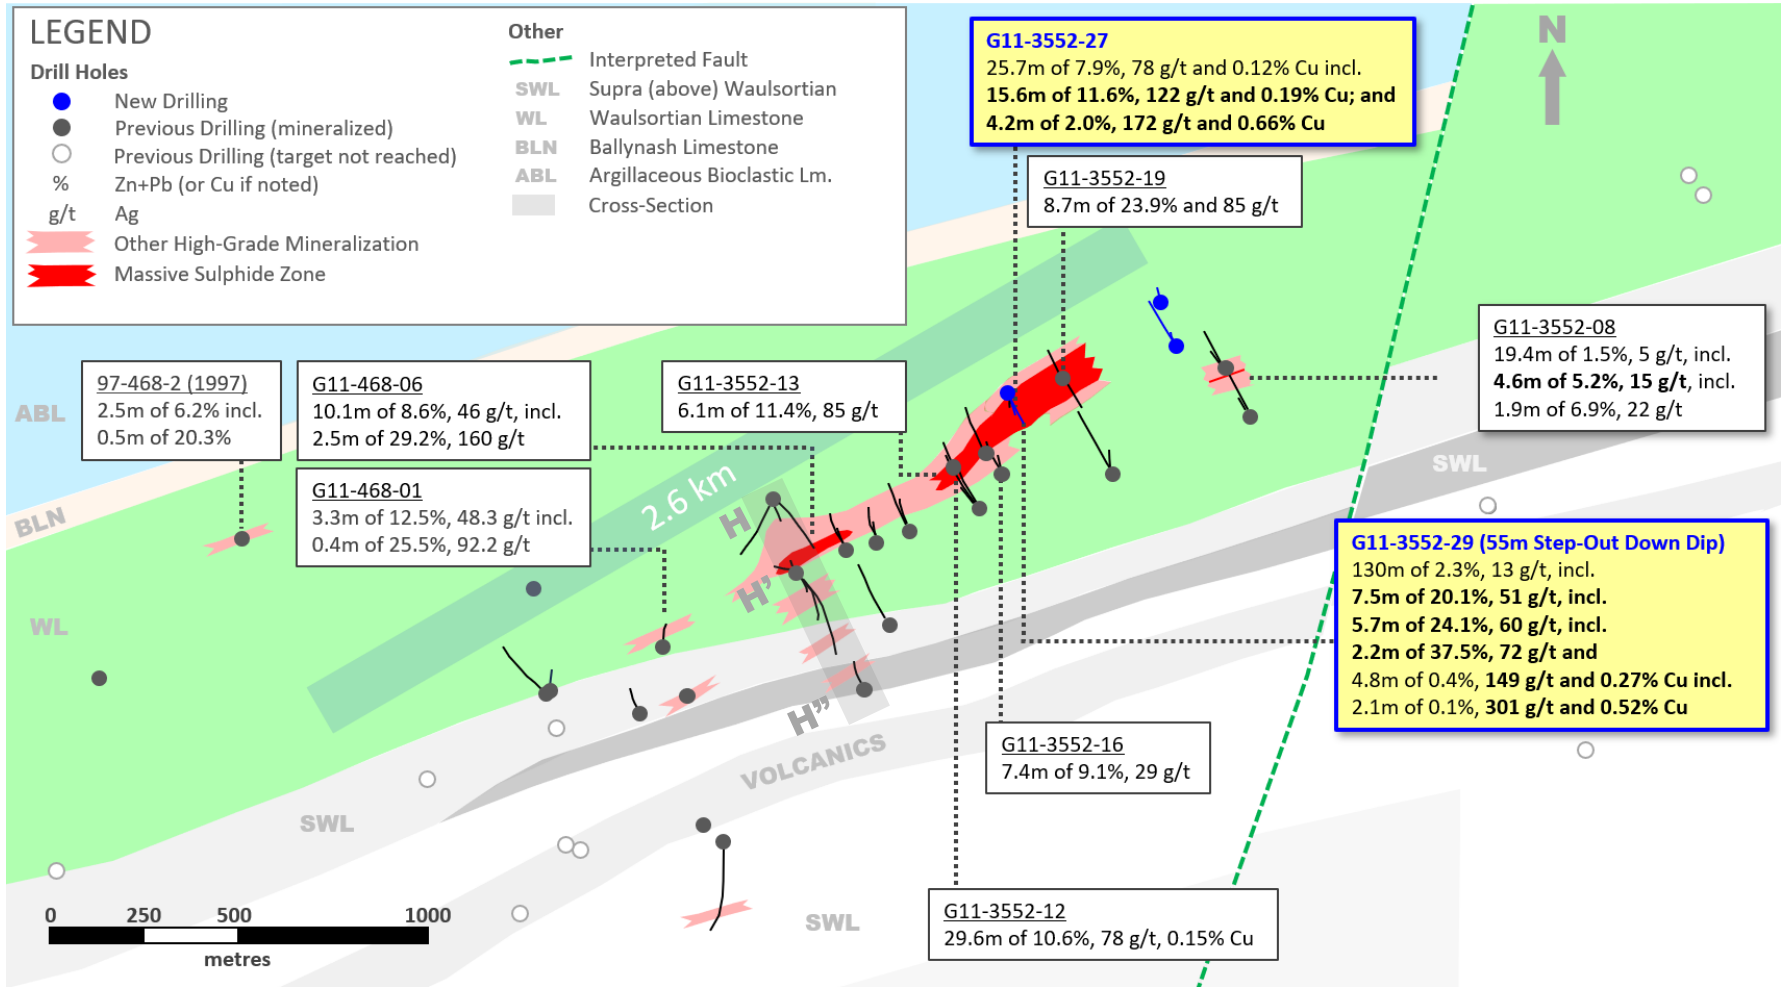 LEGEND
Drill Holes
New Drilling
Previous Drilling (mineralized)
Previous Drilling (target not reached)
% Zn+Pb (or Cu if noted)
g/t Ag
Other High-Grade Mineralization
Massive Sulphide Zone
Other
Interpreted Fault
SWL Supra (above) Waulsortian
WL Waulsortian Limestone
BLN Ballynash Limestone
ABL Argillaceous Bioclastic Lm.
Cross-Section
G11-3552-27
25.7m of 7.9%, 78 g/t and 0.12% Cu incl.
15.6m of 11.6%, 122 g/t and 0.19% Cu; and
4.2m of 2.0%, 172 g/t and 0.66% Cu
N
G11-3552-19
8.7m of 23.9% and 85 g/t
G11-3552-08
19.4m of 1.5%, 5 g/t, incl.
4.6m of 5.2%, 15 g/t, incl.
1.9m of 6.9%, 22 g/t
97-468-2 (1997)
2.5m of 6.2% incl.
0.5m of 20.3%
G11-468-06
10.1m of 8.6%, 46 g/t, incl.
2.5m of 29.2%, 160 g/t
G11-3552-13
6.1m of 11.4%, 85 g/t
G11-468-01
3.3m of 12.5%, 48.3 g/t incl.
0.4m of 25.5%, 92.2 g/t
ABL
BLN
WL
2.6 km
H
H'
H"
SWL
G11-3552-29 (55m Step-Out Down Dip)
130m of 2.3%, 13 g/t, incl.
7.5m of 20.1%, 51 g/t, incl.
5.7m of 24.1%, 60 g/t, incl.
2.2m of 37.5%, 72 g/t and
4.8m of 0.4%, 149 g/t and 0.27% Cu incl.
2.1m of 0.1%, 301 g/t and 0.52% Cu
G11-3552-16
7.4m of 9.1%, 29 g/t
VOLCANICS
SWL
SWL
G11-3552-12
29.6m of 10.6%, 78 g/t, 0.15% Cu
0 250 500 1000
metres